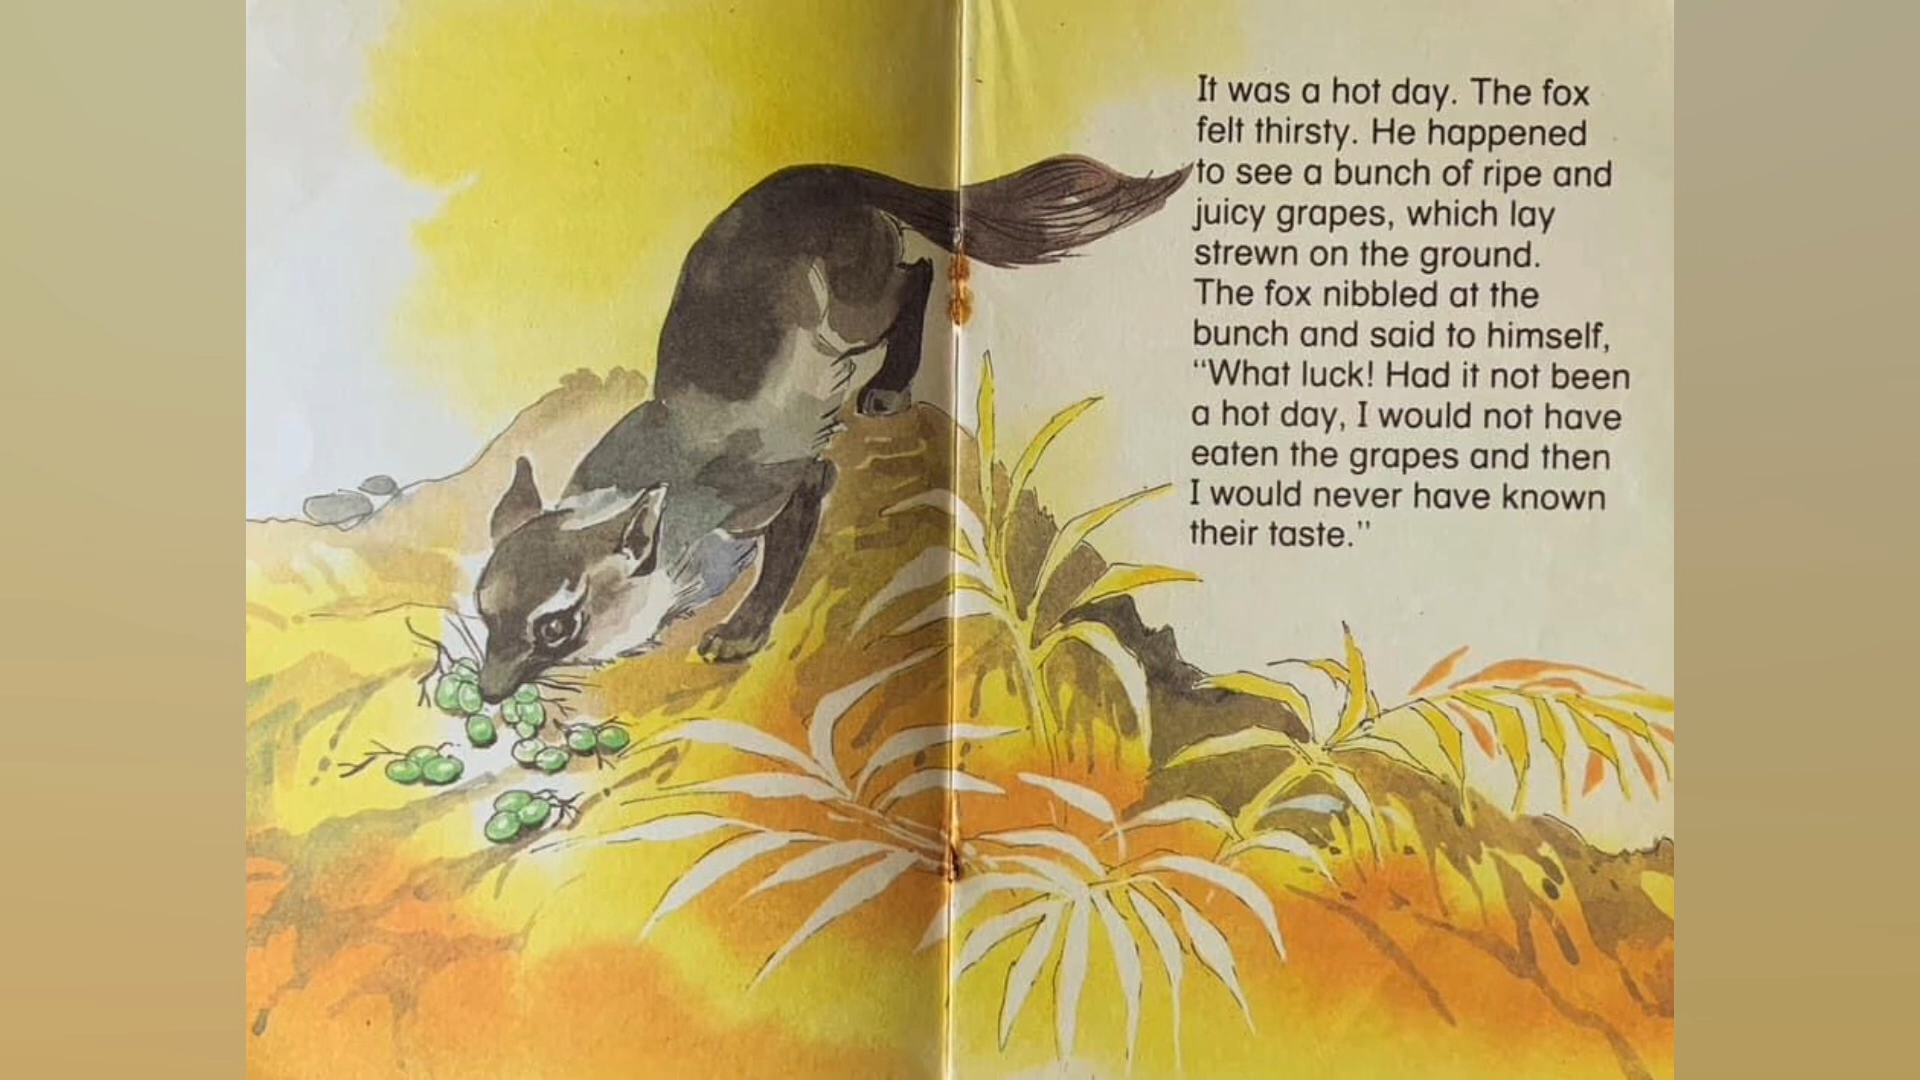 It was a hot day. The fox
felt thirsty. He happened
to see a bunch of ripe and
juicy grapes, which lay
strewn on the ground.
The fox nibbled at the
bunch and said to himself,
“What luck! Had it not been
a hot day, I would not have
eaten the grapes and then
I would never have known
their taste.”